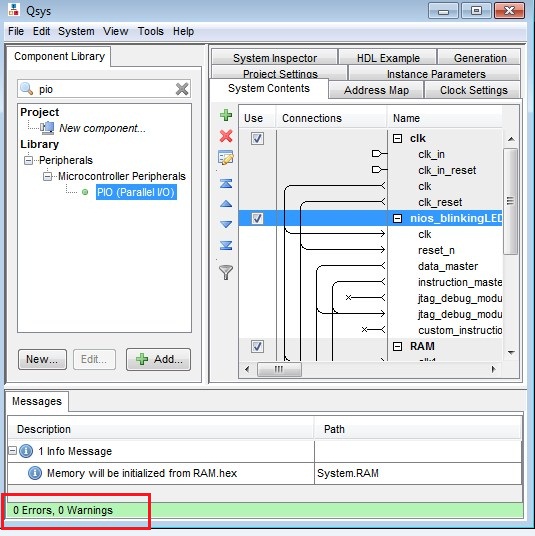 Qsys
File Edit System View Tools Help
Component Library
pio
Project
New component...
Library
Peripherals
Microcontroller Peripherals
PIO (Parallel I/O)
New... Edit... Add...
System Inspector HDL Example Generation
Project Settings Instance Parameters
System Contents Address Map Clock Settings
Use Connections Name
clk
clk_in
clk_in_reset
clk
clk_reset
nios_blinkingLED
clk
reset_n
data_master
instruction_maste
jtag_debug_modu
jtag_debug_modu
custom_instructio
RAM
Messages
Description Path
1 Info Message
Memory will be initialized from RAM.hex System.RAM
0 Errors, 0 Warnings